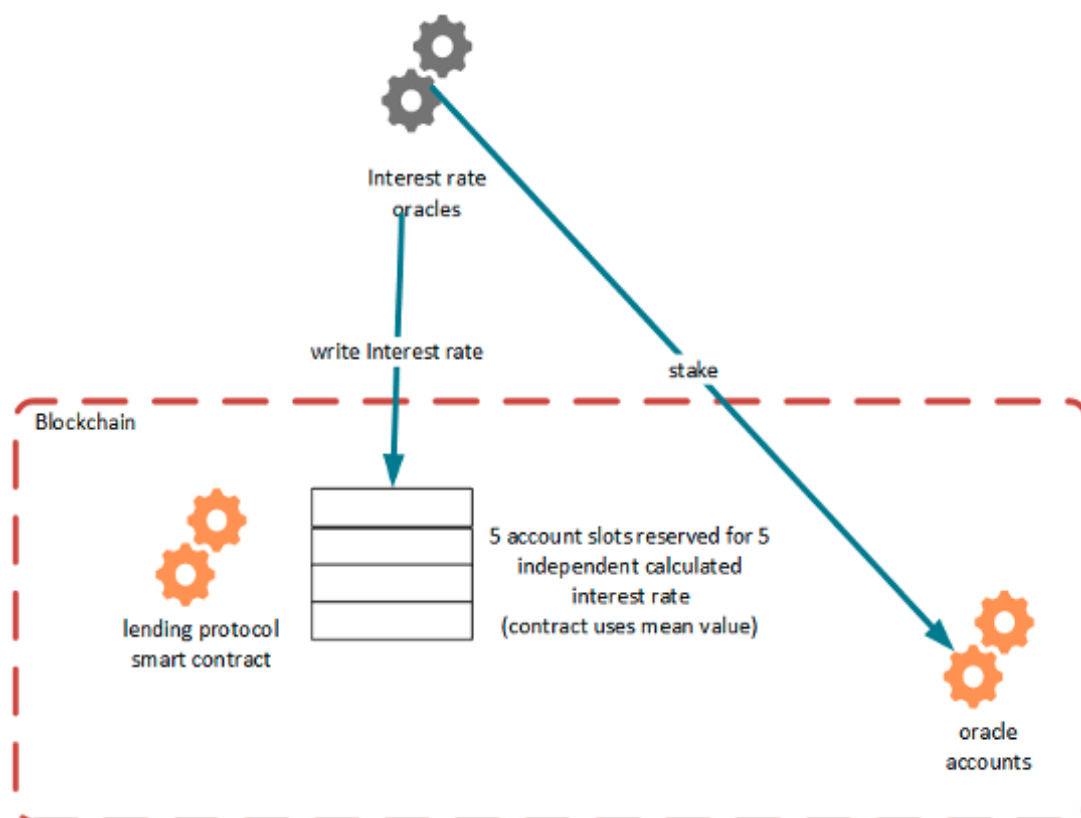 Interest rate
oracles
write Interest rate
stake
Blockchain
5 account slots reserved for 5
independent calculated
interest rate
(contract uses mean value)
lending protocol
smart contract
oracle
accounts